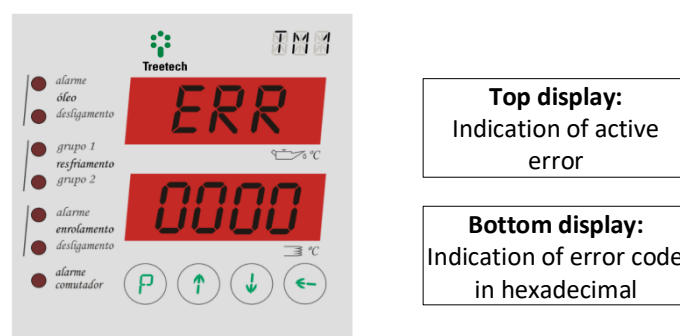 TM1
Treetech
alarme
óleo
desligamento
ERR
°C
grupo 1
resfriamento
grupo 2
alarme
enrolamento
desligamento
0000
°C
alarme
comutador
P
Top display:
Indication of active
error
Bottom display:
Indication of error code
in hexadecimal